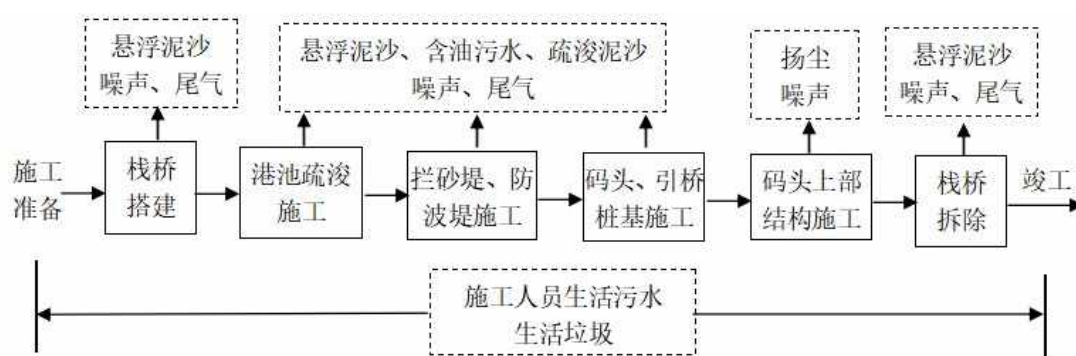 悬浮泥沙
噪声、尾气
悬浮泥沙、含油污水、疏浚泥沙
噪声、尾气
扬尘
噪声
悬浮泥沙
噪声、尾气
施工
准备
栈桥
搭建
港池疏浚
施工
拦砂堤、防
波堤施工
码头、引桥
桩基施工
码头上部
结构施工
栈桥
拆除
竣工
施工人员生活污水
生活垃圾